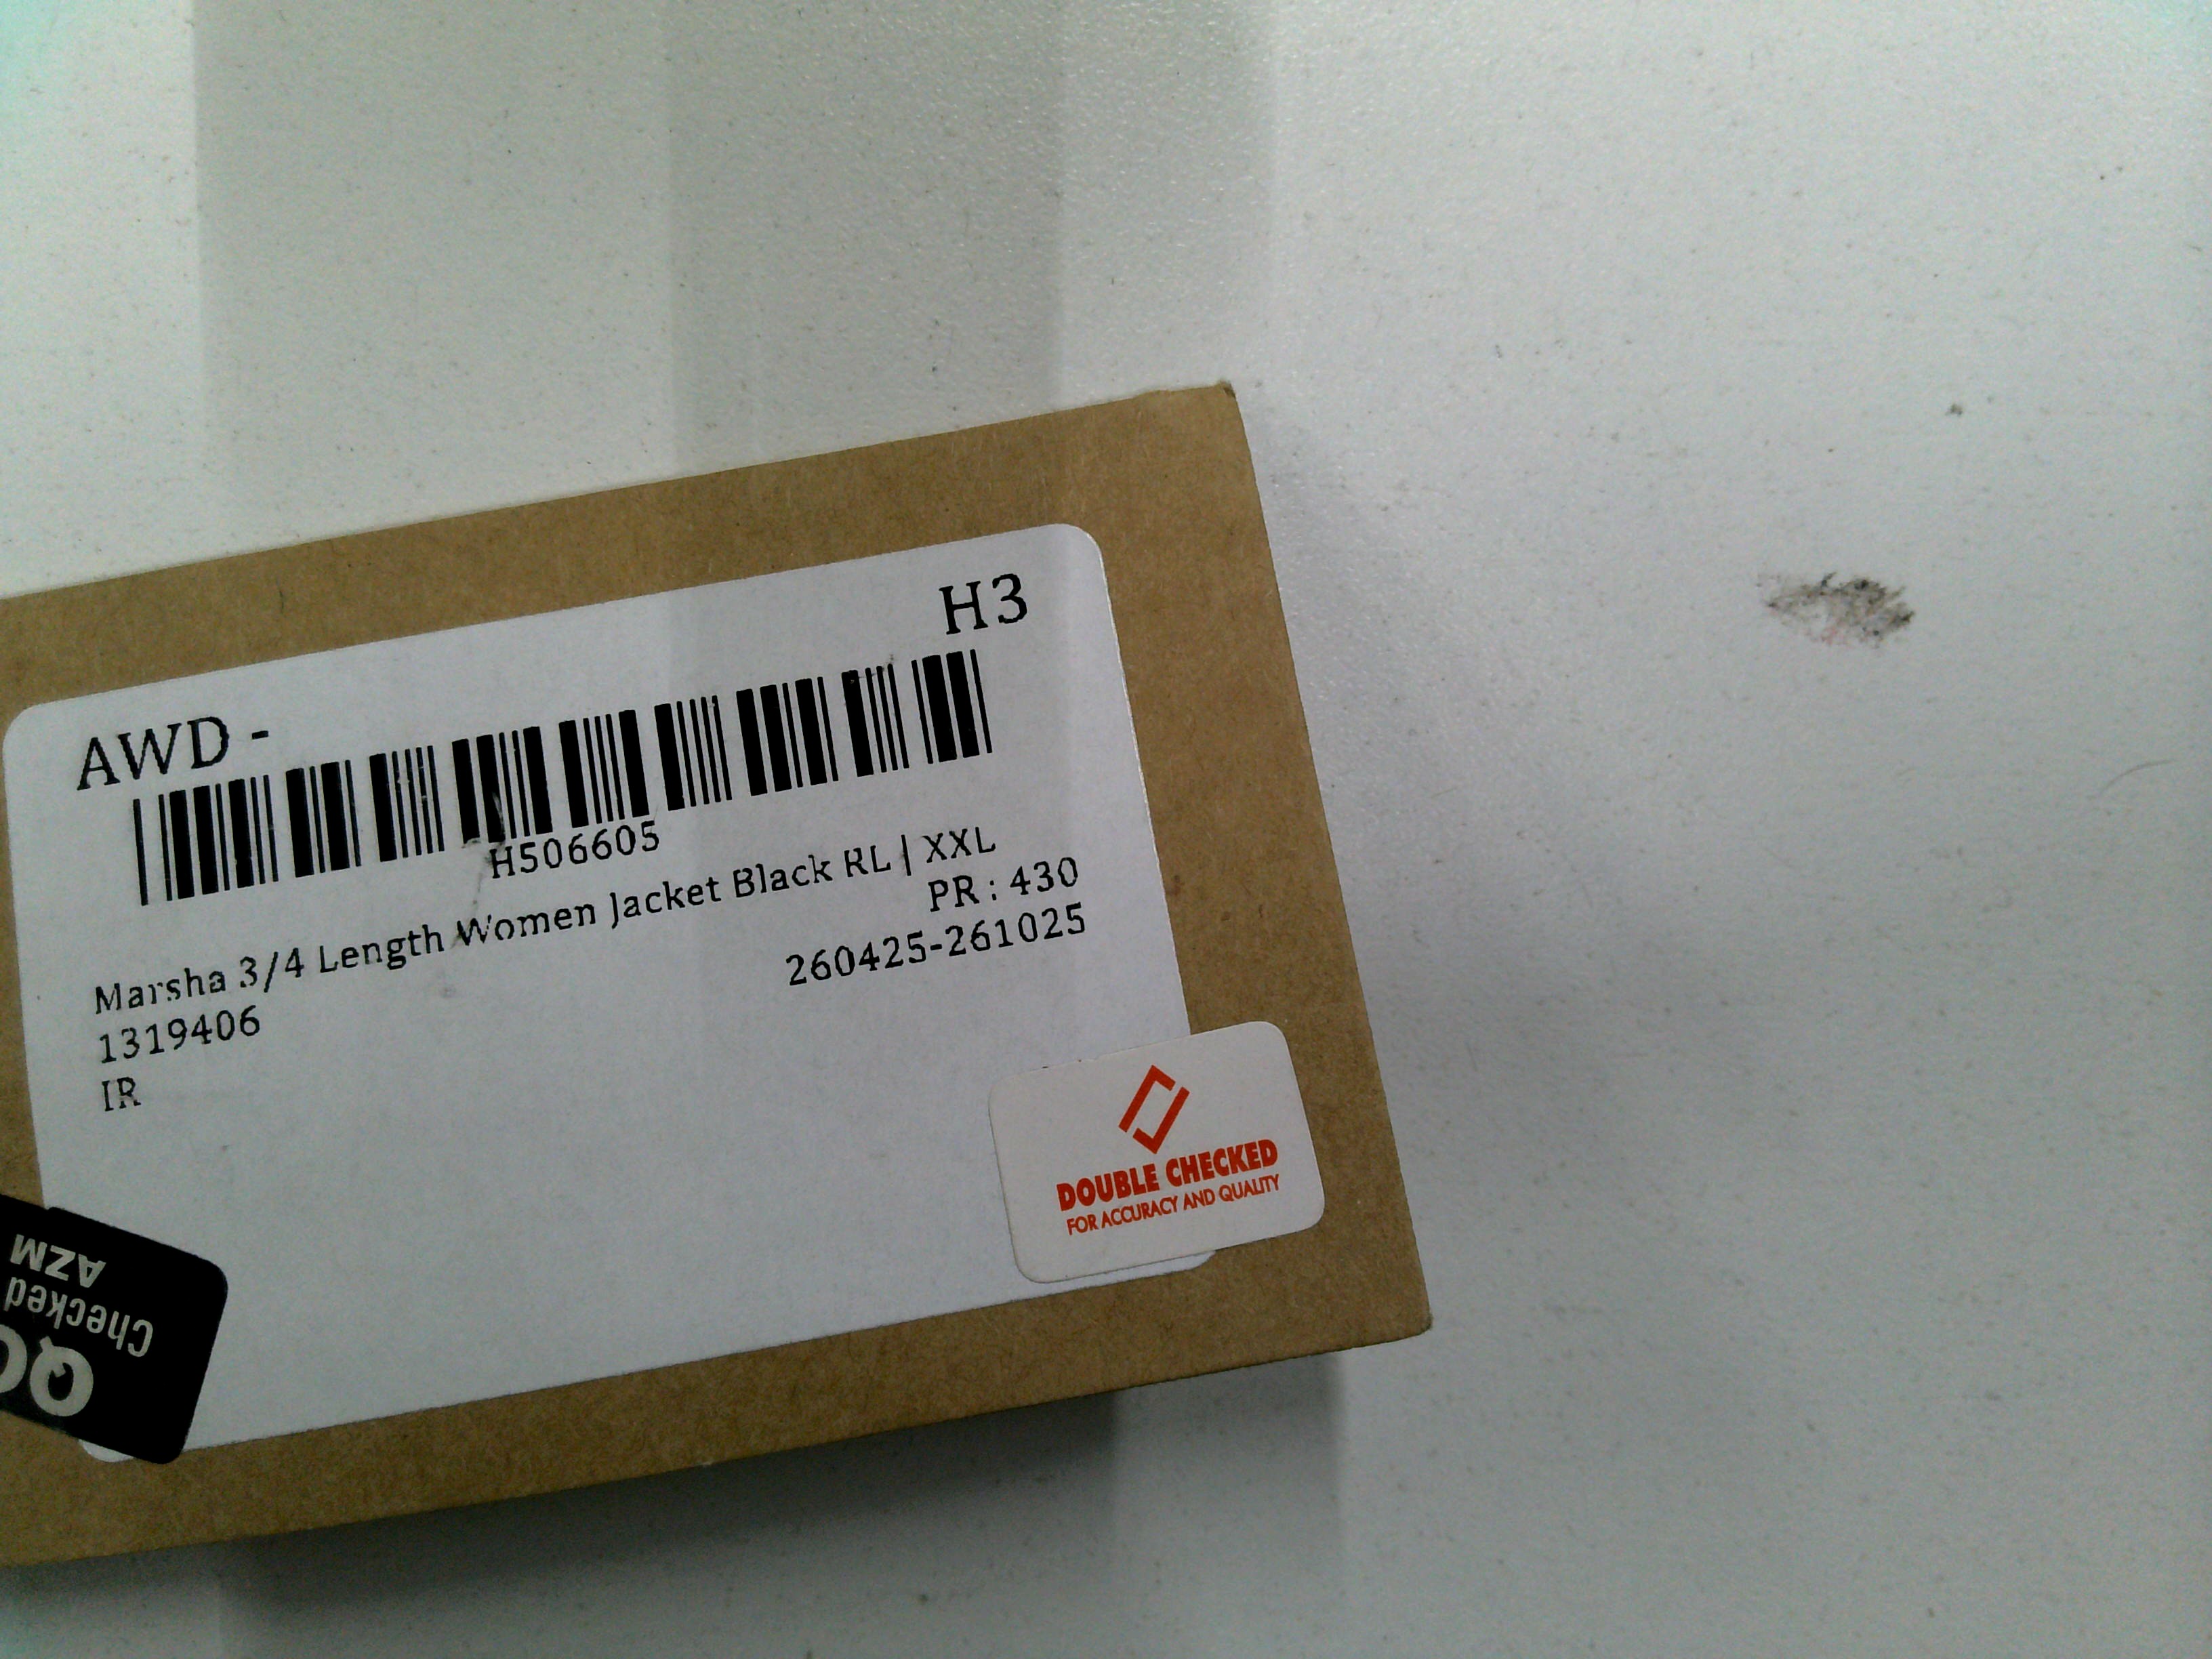 H3
AWD -
H506605
Marsha 3/4 Length Women Jacket Black RL | XXL
PR : 430
1319406
260425-261025
IR
DOUBLE CHECKED
FOR ACCURACY AND QUALITY
QC
Checked
AZM